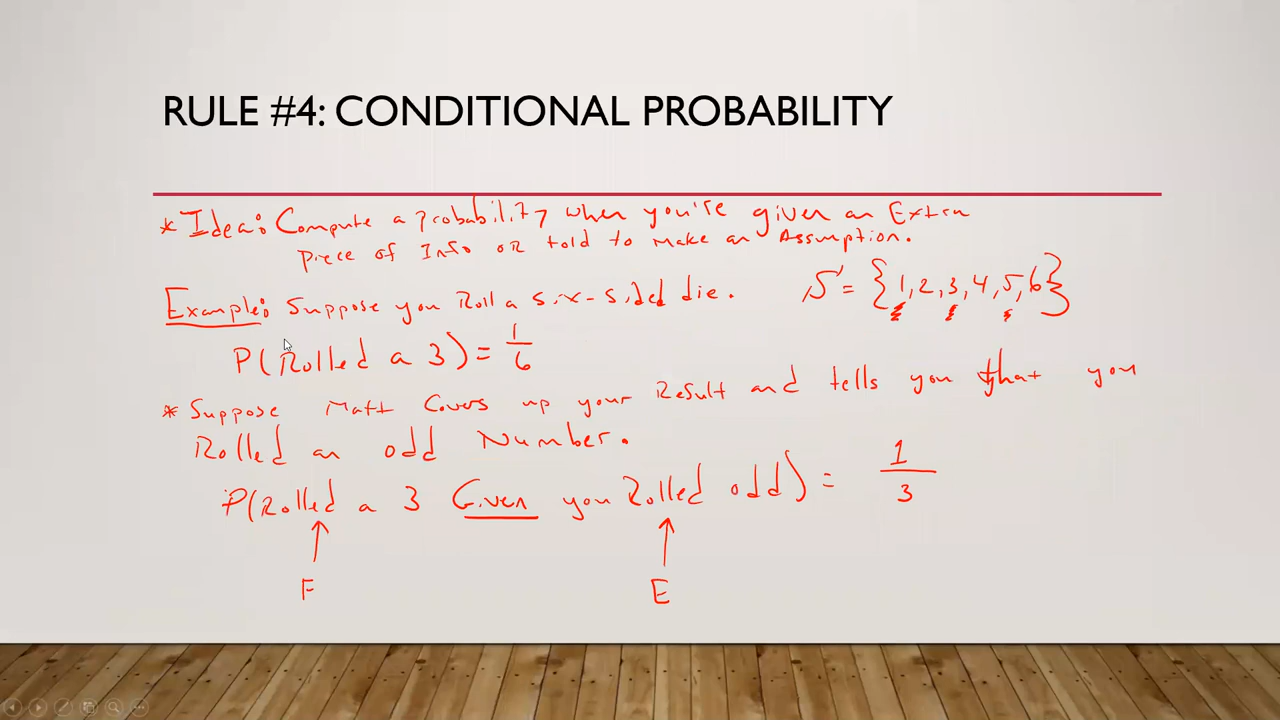 RULE #4: CONDITIONAL PROBABILITY
* Idea: Compute a probability when you're given an Extra
Piece of Info or told to Make an Assumption.
Example: Suppose you Roll a six-sided die. S = {1,2,3,4,5,6}
P(Rolled a 3) = 1/6
* Suppose Matt Covers up your Result and tells you that you
Rolled an odd Number.
P(Rolled a 3 Given you Rolled odd) = 1/3
F E